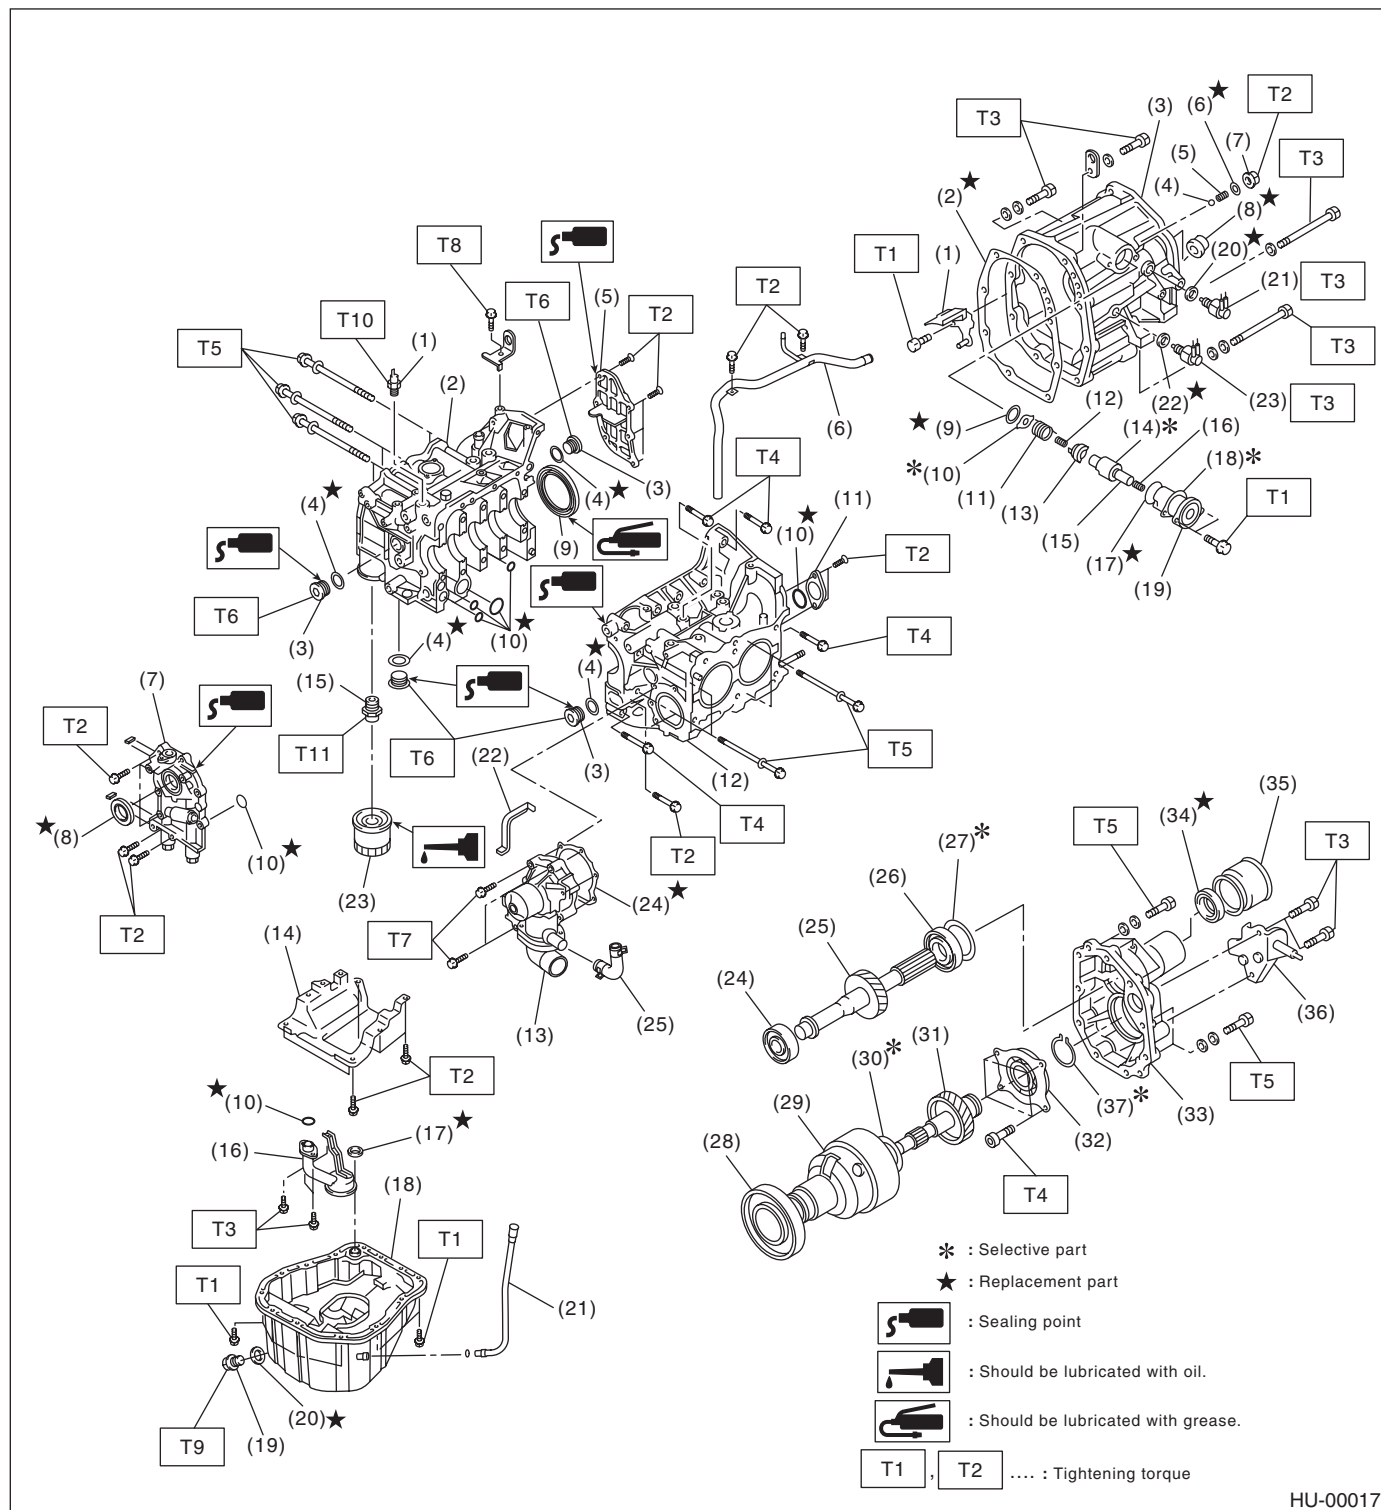 T3
(3)
(6)★
T2
(7)
(5)
T3
(4)
(2)★
(8)★
(20)★
T1
(1)
(21)
T3
T3
(22)★
(23)
T3
(12)
★(9)
(14)*
(16)
*(10)
(18)*
(11)
(13)
T1
(15)
(17)★
(19)
T8
T6
(5)
T2
T2
T10
(1)
T5
(2)
(6)
T4
(4)★
(3)
(4)★
(9)
(10)★
(11)
T2
T6
(3)
(10)★
(4)★
T4
(4)★
(7)
(15)
T2
T11
T6
(22)
(3)
(12)
T5
★(8)
(10)★
T4
T2
(23)
(24)★
T2
(14)
T7
(13)
(25)
T2
★(10)
(17)★
(16)
(18)
T3
T1
T1
(21)
(20)★
(19)
T9
(35)
(34)★
T5
T3
(27)*
(26)
(25)
(24)
(36)
(31)
(30)*
T5
(37)*
(33)
(29)
(32)
(28)
T4
* : Selective part
★ : Replacement part
: Sealing point
: Should be lubricated with oil.
: Should be lubricated with grease.
T1 , T2 .... : Tightening torque
HU-00017